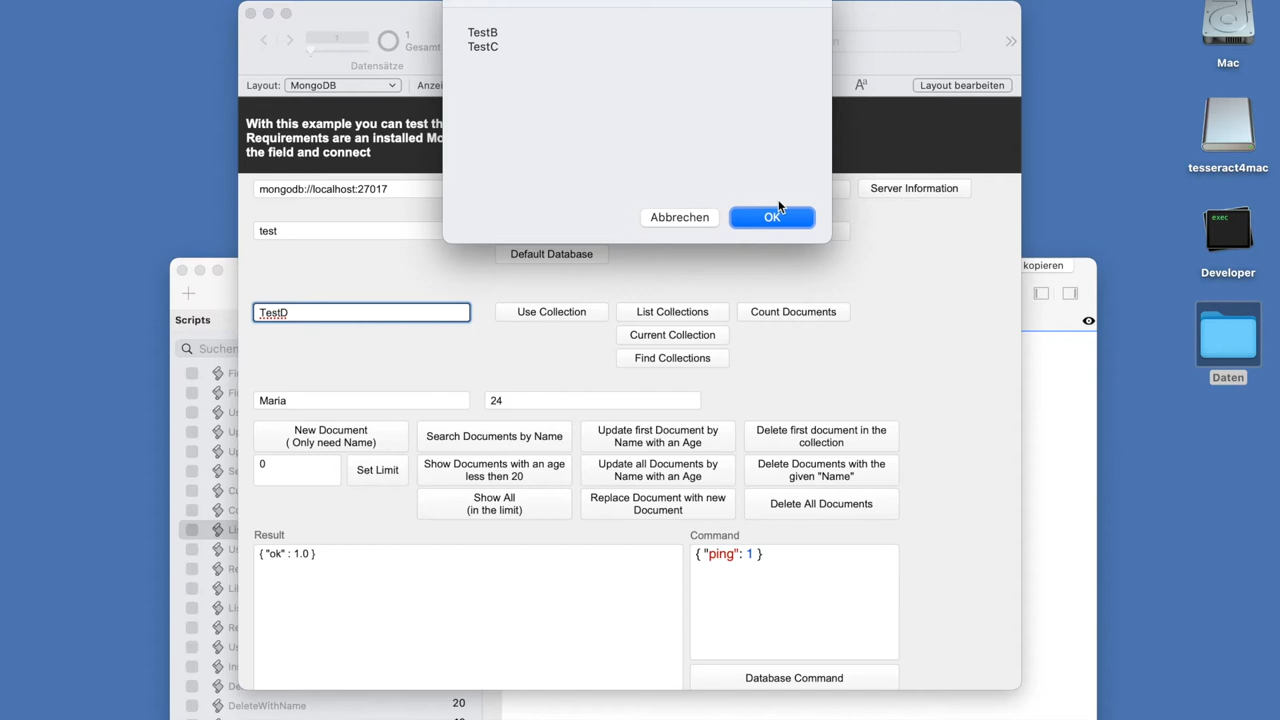 TestB
TestC
Abbrechen
OK
1
1
Gesamt
Datensätze
Layout:
MongoDB
Anzei
Aa
Layout bearbeiten
With this example you can test th
Requirements are an installed Mo
the field and connect
mongodb://localhost:27017
Server Information
test
Default Database
kopieren
TestD
Use Collection
List Collections
Count Documents
Current Collection
Find Collections
Scripts
Suchen
Maria
24
New Document
( Only need Name)
Search Documents by Name
Update first Document by
Name with an Age
Delete first document in the
collection
0
Set Limit
Show Documents with an age
less then 20
Update all Documents by
Name with an Age
Delete Documents with the
given "Name"
Show All
(in the limit)
Replace Document with new
Document
Delete All Documents
Result
Command
{ "ok" : 1.0 }
{ "ping": 1 }
Database Command
DeleteWithName
20
Mac
tesseract4mac
exec
Developer
Daten